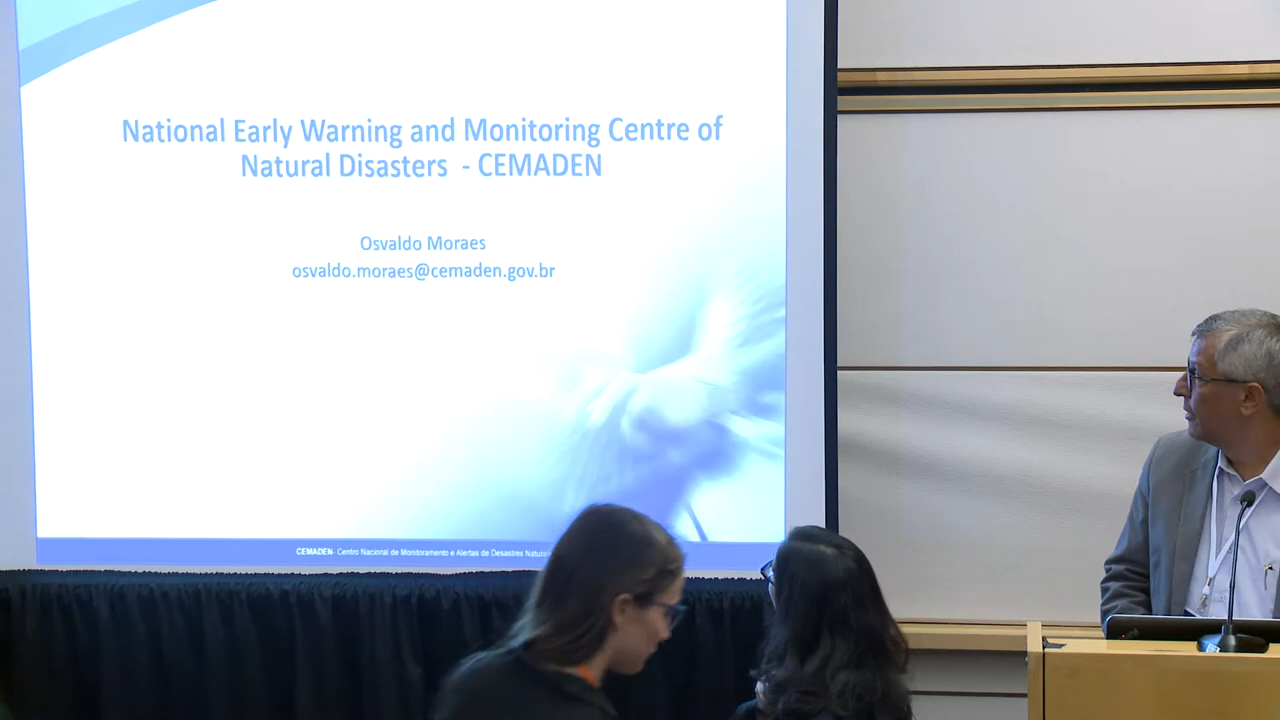 National Early Warning and Monitoring Centre of
Natural Disasters - CEMADEN
Osvaldo Moraes
osvaldo.moraes@cemaden.gov.br
CEMADEN- Centro Nacional de Monitoramento e Alertas de Desastres